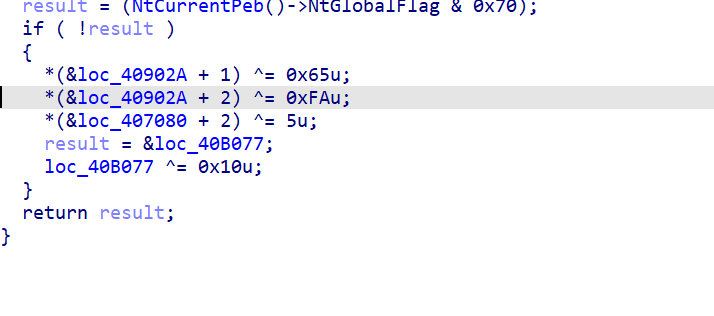 result = (NtCurrentPeb()->NtGlobalFlag & 0x70);
if ( !result )
{
*(&loc_40902A + 1) ^= 0x65u;
*(&loc_40902A + 2) ^= 0xFAu;
*(&loc_407080 + 2) ^= 5u;
result = &loc_40B077;
loc_40B077 ^= 0x10u;
}
return result;
}